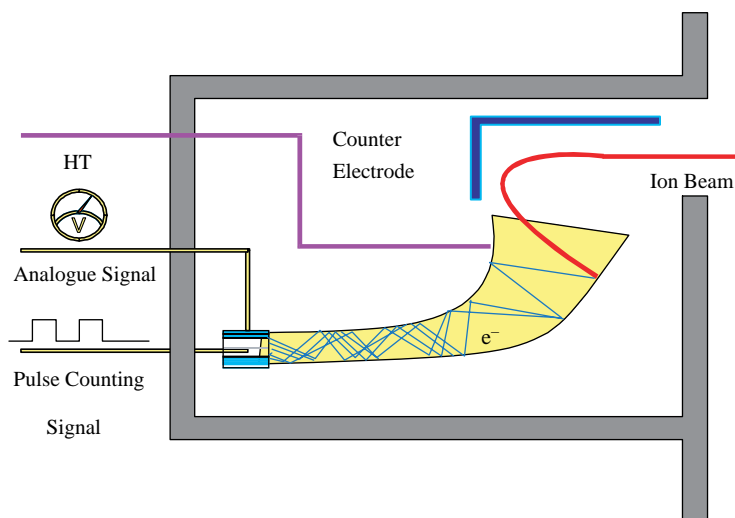 Counter
Electrode
HT
Ion Beam
V
Analogue Signal
e⁻
Pulse Counting
Signal